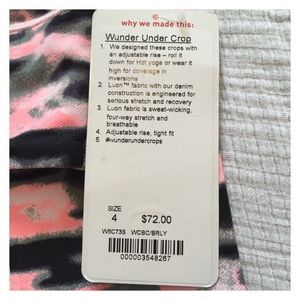 why we made this:
Wunder Under Crop
1. We designed these crops with
an adjustable rise – roll it
down for Hot yoga or wear it
high for coverage in
inversions
2. Luon™ fabric with our denim
construction is engineered for
serious stretch and recovery
3. Luon fabric is sweat-wicking,
four-way stretch and
breathable
4. Adjustable rise, tight fit
5. #wunderundercrops
SIZE
4 $72.00
W6C73S WCBC/BRLY
000003548267